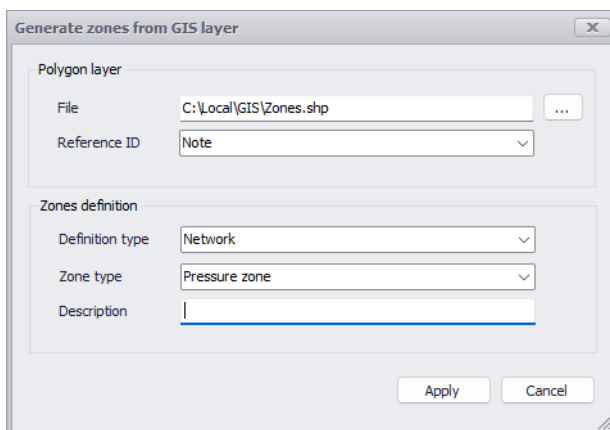 Generate zones from GIS layer
Polygon layer
File C:\Local\GIS\Zones.shp ...
Reference ID Note
Zones definition
Definition type Network
Zone type Pressure zone
Description
Apply Cancel